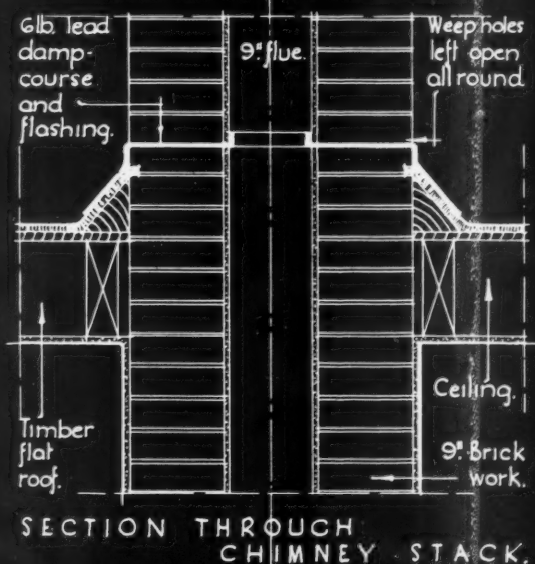 6lb. lead
damp-
course
and
flashing.
9". flue.
Weep holes
left open
all round
Timber
flat
roof.
Ceiling.
9". Brick
work.
SECTION THROUGH
CHIMNEY STACK.